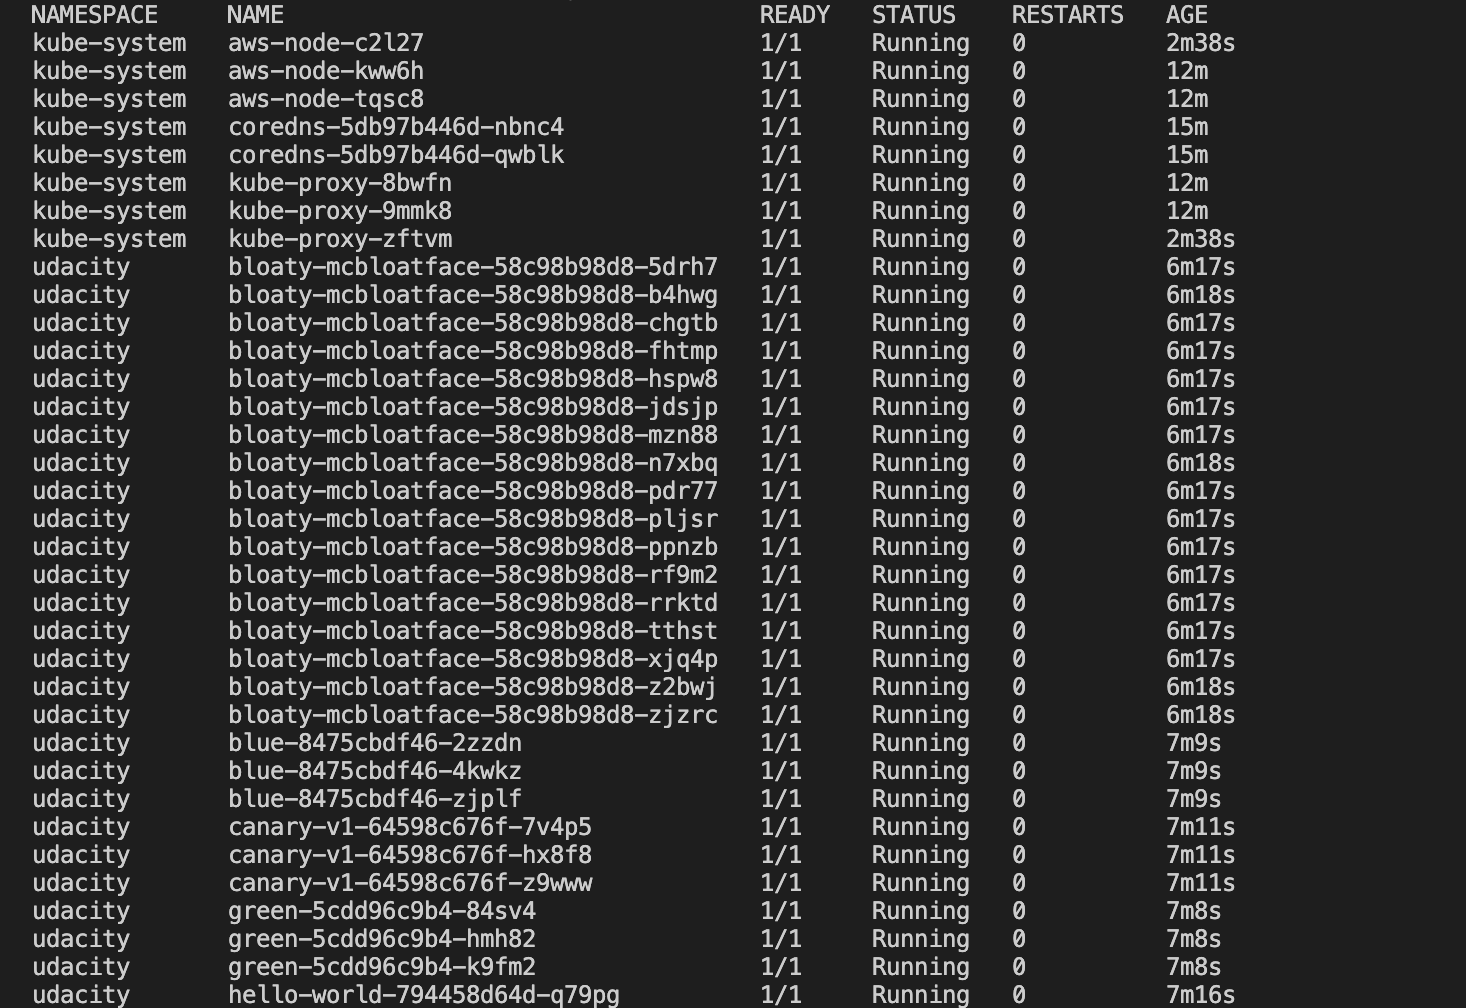 NAMESPACE NAME READY STATUS RESTARTS AGE
kube-system aws-node-c2l27 1/1 Running 0 2m38s
kube-system aws-node-kww6h 1/1 Running 0 12m
kube-system aws-node-tqsc8 1/1 Running 0 12m
kube-system coredns-5db97b446d-nbnc4 1/1 Running 0 15m
kube-system coredns-5db97b446d-qwblk 1/1 Running 0 15m
kube-system kube-proxy-8bwfn 1/1 Running 0 12m
kube-system kube-proxy-9mmk8 1/1 Running 0 12m
kube-system kube-proxy-zftvm 1/1 Running 0 2m38s
udacity bloaty-mcbloatface-58c98b98d8-5drh7 1/1 Running 0 6m17s
udacity bloaty-mcbloatface-58c98b98d8-b4hwg 1/1 Running 0 6m18s
udacity bloaty-mcbloatface-58c98b98d8-chgtb 1/1 Running 0 6m17s
udacity bloaty-mcbloatface-58c98b98d8-fhtmp 1/1 Running 0 6m17s
udacity bloaty-mcbloatface-58c98b98d8-hspw8 1/1 Running 0 6m17s
udacity bloaty-mcbloatface-58c98b98d8-jdsjp 1/1 Running 0 6m17s
udacity bloaty-mcbloatface-58c98b98d8-mzn88 1/1 Running 0 6m17s
udacity bloaty-mcbloatface-58c98b98d8-n7xbq 1/1 Running 0 6m18s
udacity bloaty-mcbloatface-58c98b98d8-pdr77 1/1 Running 0 6m17s
udacity bloaty-mcbloatface-58c98b98d8-pljsr 1/1 Running 0 6m17s
udacity bloaty-mcbloatface-58c98b98d8-ppnzb 1/1 Running 0 6m17s
udacity bloaty-mcbloatface-58c98b98d8-rf9m2 1/1 Running 0 6m17s
udacity bloaty-mcbloatface-58c98b98d8-rrktd 1/1 Running 0 6m17s
udacity bloaty-mcbloatface-58c98b98d8-tthst 1/1 Running 0 6m17s
udacity bloaty-mcbloatface-58c98b98d8-xjq4p 1/1 Running 0 6m17s
udacity bloaty-mcbloatface-58c98b98d8-z2bwj 1/1 Running 0 6m18s
udacity bloaty-mcbloatface-58c98b98d8-zjzrc 1/1 Running 0 6m18s
udacity blue-8475cbdf46-2zzdn 1/1 Running 0 7m9s
udacity blue-8475cbdf46-4kwkz 1/1 Running 0 7m9s
udacity blue-8475cbdf46-zjplf 1/1 Running 0 7m9s
udacity canary-v1-64598c676f-7v4p5 1/1 Running 0 7m11s
udacity canary-v1-64598c676f-hx8f8 1/1 Running 0 7m11s
udacity canary-v1-64598c676f-z9www 1/1 Running 0 7m11s
udacity green-5cdd96c9b4-84sv4 1/1 Running 0 7m8s
udacity green-5cdd96c9b4-hmh82 1/1 Running 0 7m8s
udacity green-5cdd96c9b4-k9fm2 1/1 Running 0 7m8s
udacity hello-world-794458d64d-q79pg 1/1 Running 0 7m16s